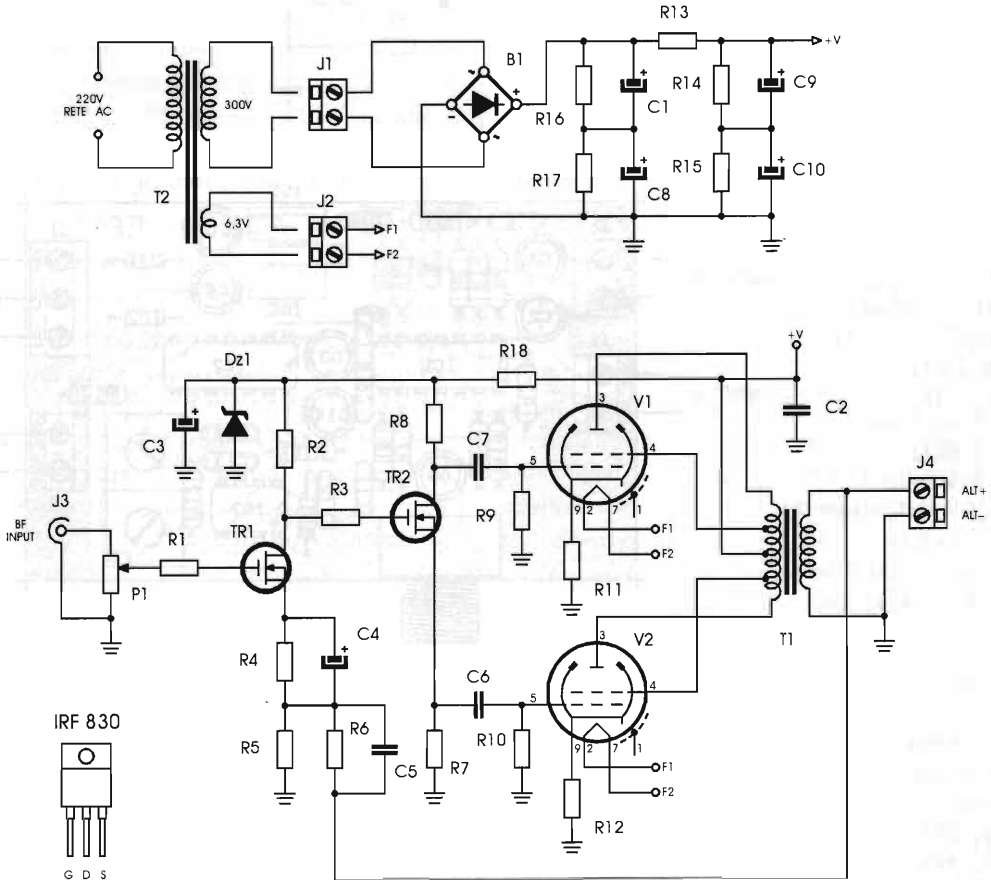 R13
+V
J1
B1
~
+
R14
C9
220V
RETE AC
300V
-
C1
R16
~
R17
R15
C10
T2
J2
C8
6,3V
F1
F2
+V
R18
Dz1
3
V1
C2
R8
C3
R2
C7
5
4
J4
J3
TR2
R3
R9
ALT+
BF
INPUT
R1
TR1
9 2 7 1
F1
ALT-
F2
P1
R11
T1
C4
3
V2
R4
C6
5
4
IRF 830
R5
R6
C5
R7
R10
9 2 7 1
F1
F2
R12
G D S